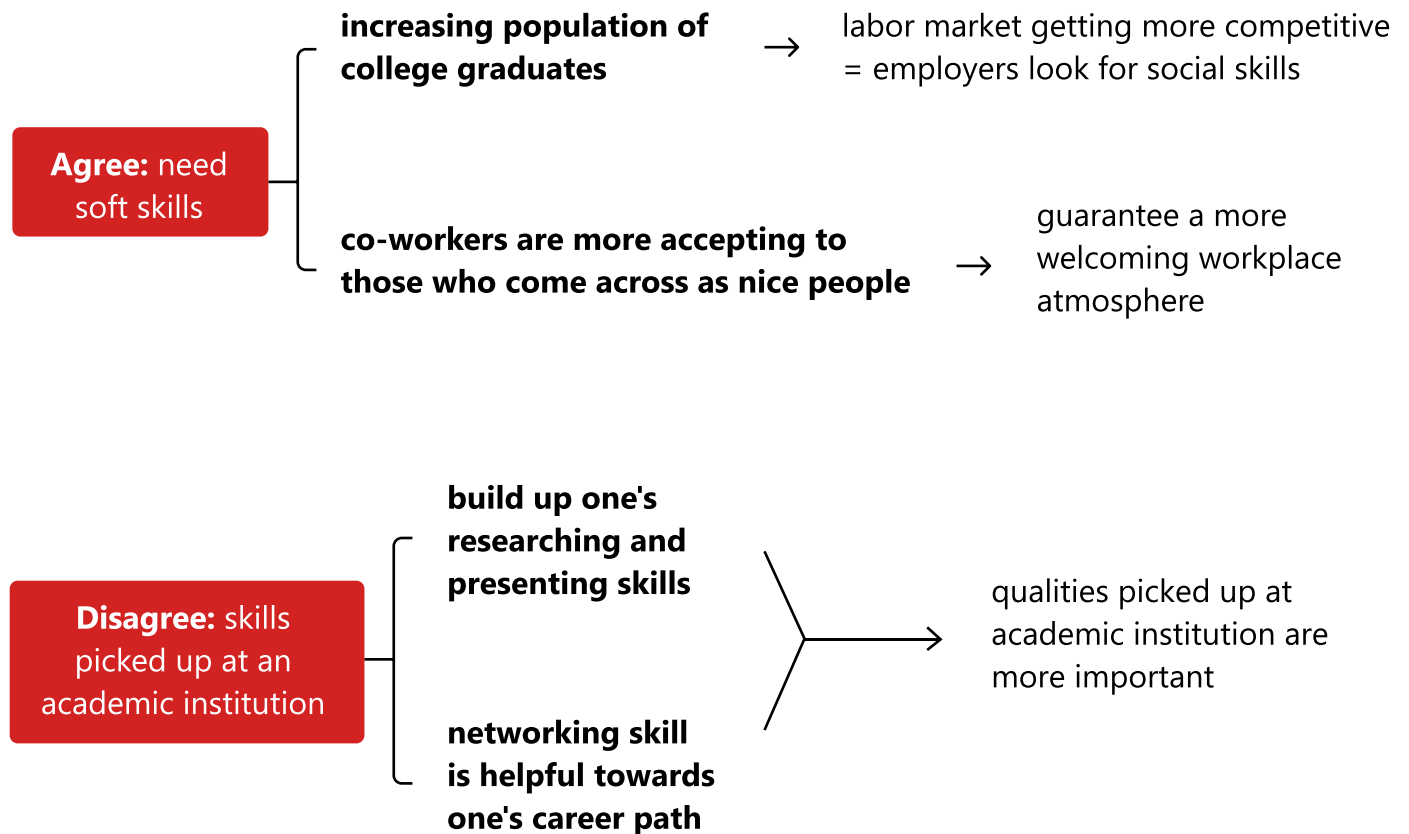 increasing population of
college graduates
labor market getting more competitive
= employers look for social skills
Agree: need
soft skills
co-workers are more accepting to
those who come across as nice people
guarantee a more
welcoming workplace
atmosphere
build up one's
researching and
presenting skills
Disagree: skills
picked up at an
academic institution
qualities picked up at
academic institution are
more important
networking skill
is helpful towards
one's career path